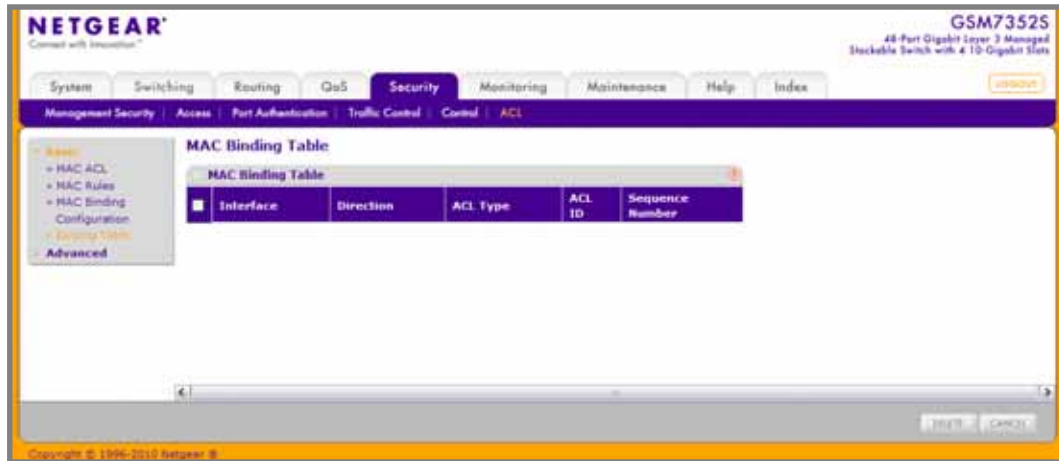 NETGEAR®
Connect with Innovation™
GSM7352S
48-Port Gigabit Layer 3 Managed
Stackable Switch with 4 10-Gigabit Slots
System Switching Routing QoS Security Monitoring Maintenance Help Index LOGOUT
Management Security | Access | Port Authentication | Traffic Control | Control | ACL
Basic
» MAC ACL
» MAC Rules
» MAC Binding
Configuration
» Binding Table
Advanced
MAC Binding Table
MAC Binding Table
Interface Direction ACL Type ACL ID Sequence Number
DELETE CANCEL
Copyright © 1996-2010 Netgear ®